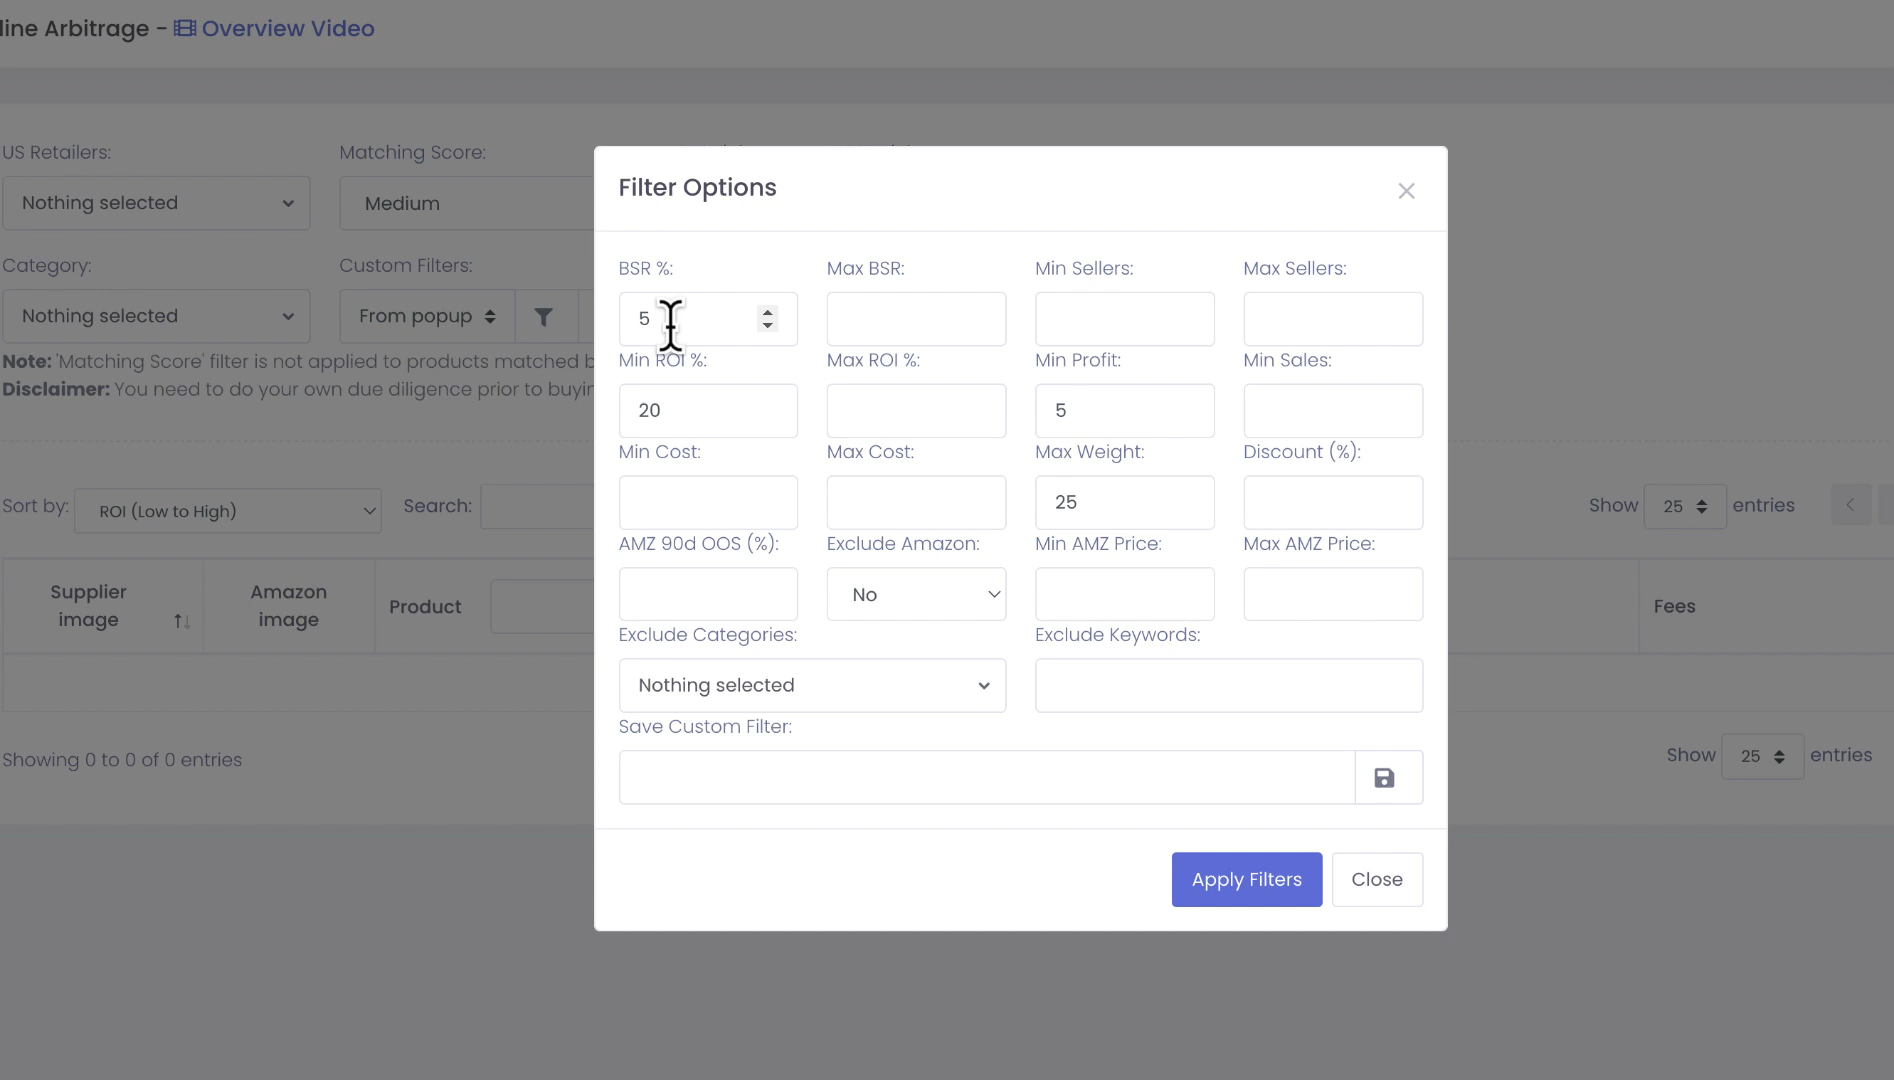 line Arbitrage - Overview Video
US Retailers:
Matching Score:
Nothing selected
Medium
Category:
Custom Filters:
Nothing selected
From popup
Note: 'Matching Score' filter is not applied to products matched b
Disclaimer: You need to do your own due diligence prior to buyin
Sort by:
ROI (Low to High)
Search:
Show 25 entries
Supplier image
Amazon image
Product
Fees
Showing 0 to 0 of 0 entries
Show 25 entries
Filter Options
BSR %:
Max BSR:
Min Sellers:
Max Sellers:
5
Min ROI %:
Max ROI %:
Min Profit:
Min Sales:
20
5
Min Cost:
Max Cost:
Max Weight:
Discount (%):
25
AMZ 90d OOS (%):
Exclude Amazon:
Min AMZ Price:
Max AMZ Price:
No
Exclude Categories:
Exclude Keywords:
Nothing selected
Save Custom Filter:
Apply Filters
Close